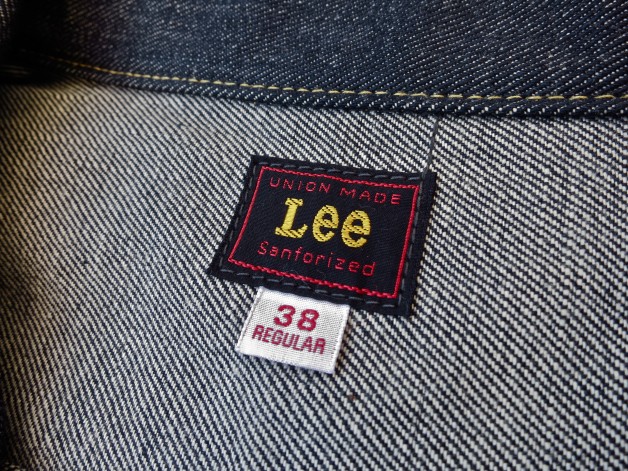 UNION MADE
Lee
Sanforized
38
REGULAR